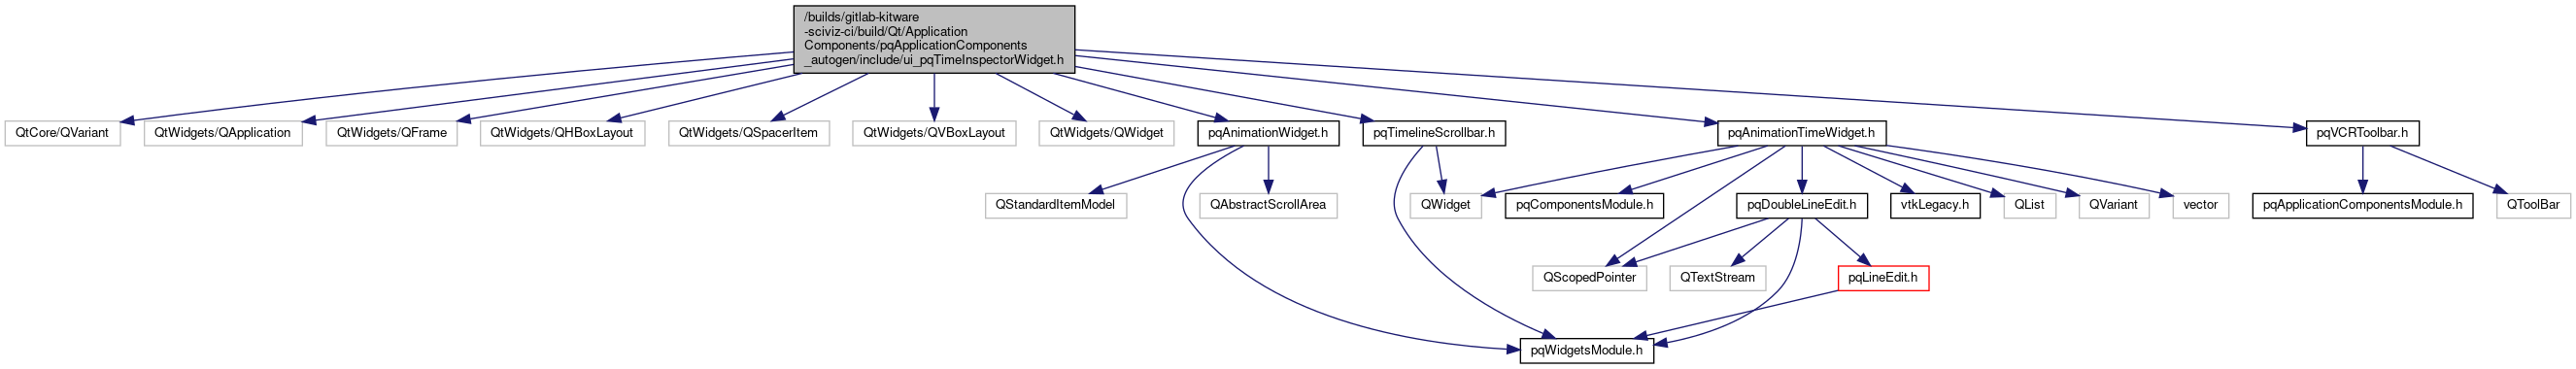 /builds/gitlab-kitware
-sciviz-ci/build/Qt/Application
Components/pqApplicationComponents
_autogen/include/ui_pqTimeInspectorWidget.h
QtCore/QVariant
QtWidgets/QApplication
QtWidgets/QFrame
QtWidgets/QHBoxLayout
QtWidgets/QSpacerItem
QtWidgets/QVBoxLayout
QtWidgets/QWidget
pqAnimationWidget.h
pqTimelineScrollbar.h
pqAnimationTimeWidget.h
pqVCRToolbar.h
QStandardItemModel
QAbstractScrollArea
QWidget
pqComponentsModule.h
pqDoubleLineEdit.h
vtkLegacy.h
QList
QVariant
vector
pqApplicationComponentsModule.h
QToolBar
QScopedPointer
QTextStream
pqLineEdit.h
pqWidgetsModule.h